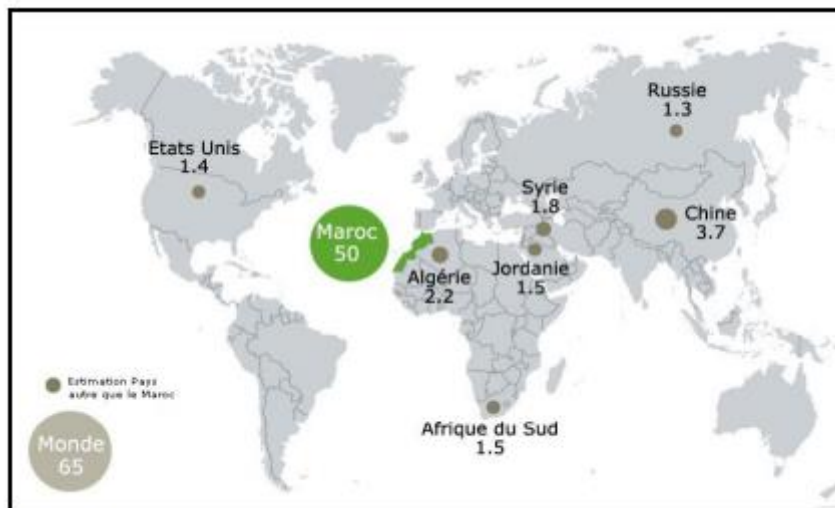 Russie
1.3
Etats Unis
1.4
Syrie
1.8
Maroc
50
Chine
3.7
Algérie
2.2
Jordanie
1.5
Estimation Pays
autre que le Maroc
Afrique du Sud
1.5
Monde
65